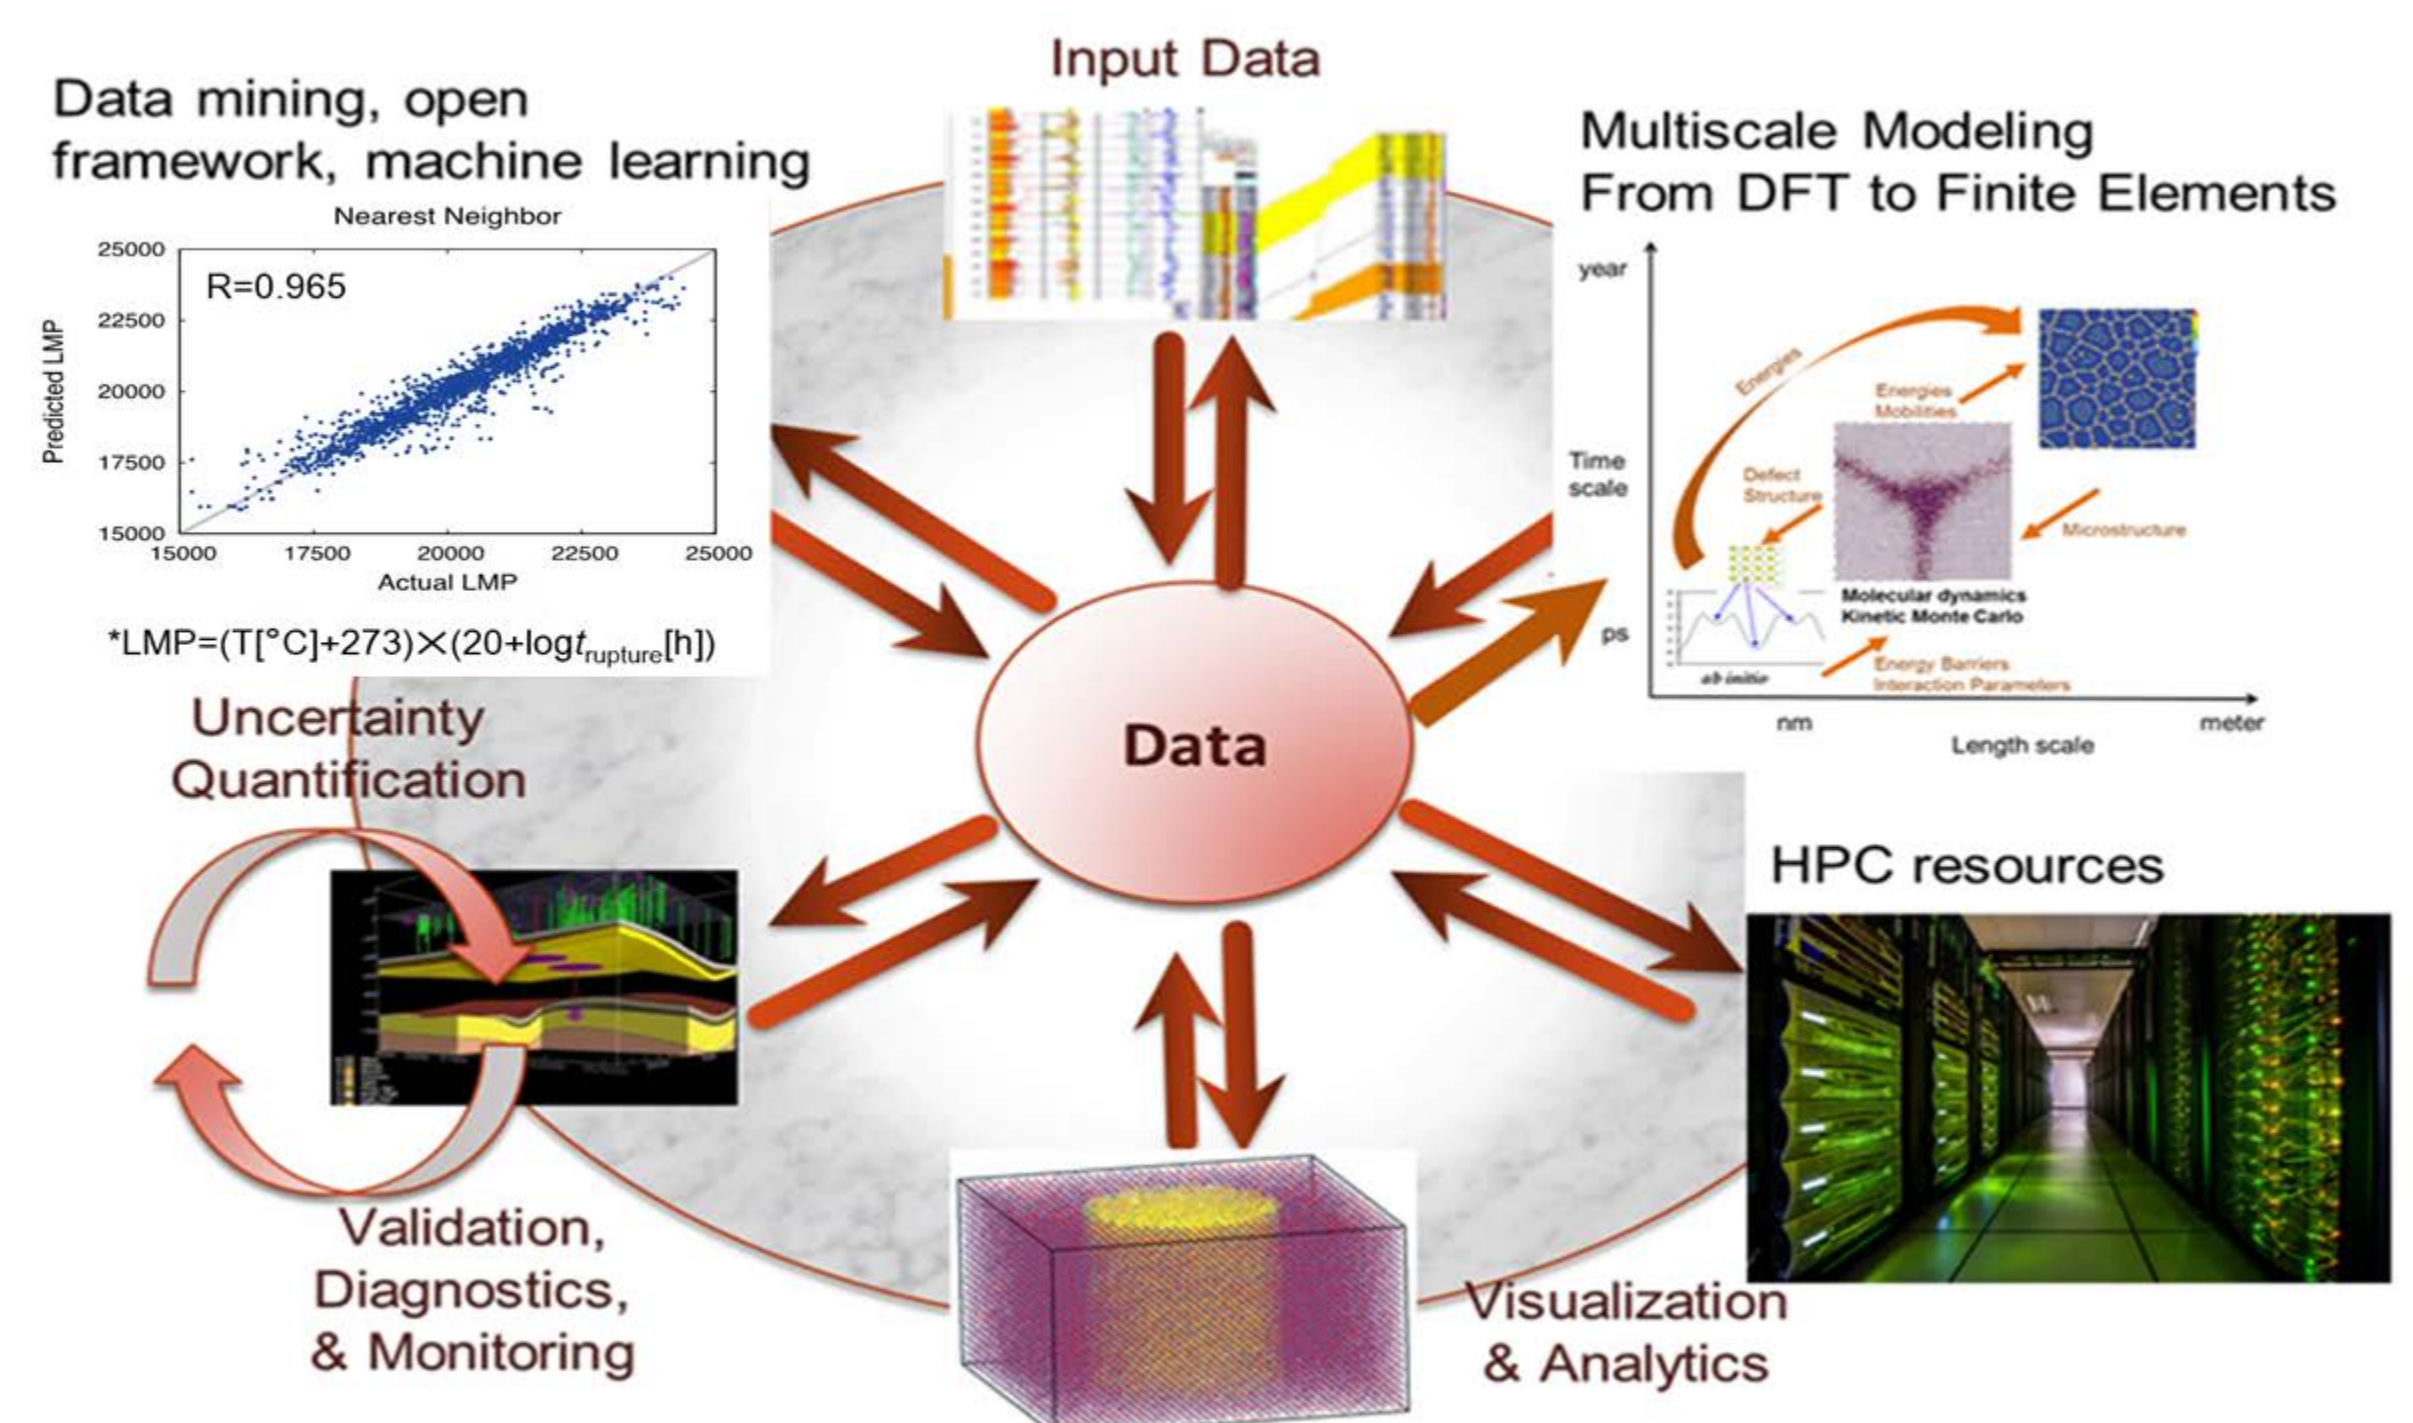 Input Data
Data mining, open
framework, machine learning
Nearest Neighbor
25000
22500
20000
17500
15000
R=0.965
Predicted LMP
15000 17500 20000 22500 25000
Actual LMP
*LMP=(T[°C]+273)×(20+logt_rupture[h])
Multiscale Modeling
From DFT to Finite Elements
year
Time
scale
ps
Energies
Energies
Mobilities
Defect
Structure
Microstructure
Molecular dynamics
Kinetic Monte Carlo
ab initio
Energy Barriers
Interaction Parameters
nm
meter
Length scale
Data
Uncertainty
Quantification
HPC resources
Validation,
Diagnostics,
& Monitoring
Visualization
& Analytics